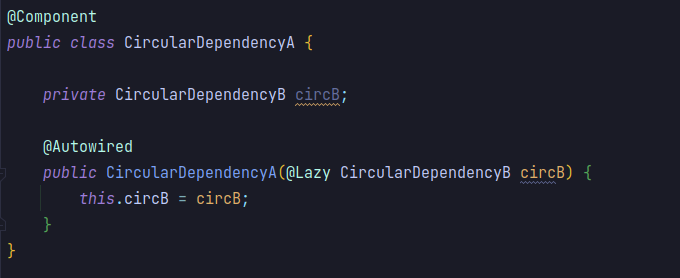 @Component
public class CircularDependencyA {
private CircularDependencyB circB;
@Autowired
public CircularDependencyA(@Lazy CircularDependencyB circB) {
this.circB = circB;
}
}